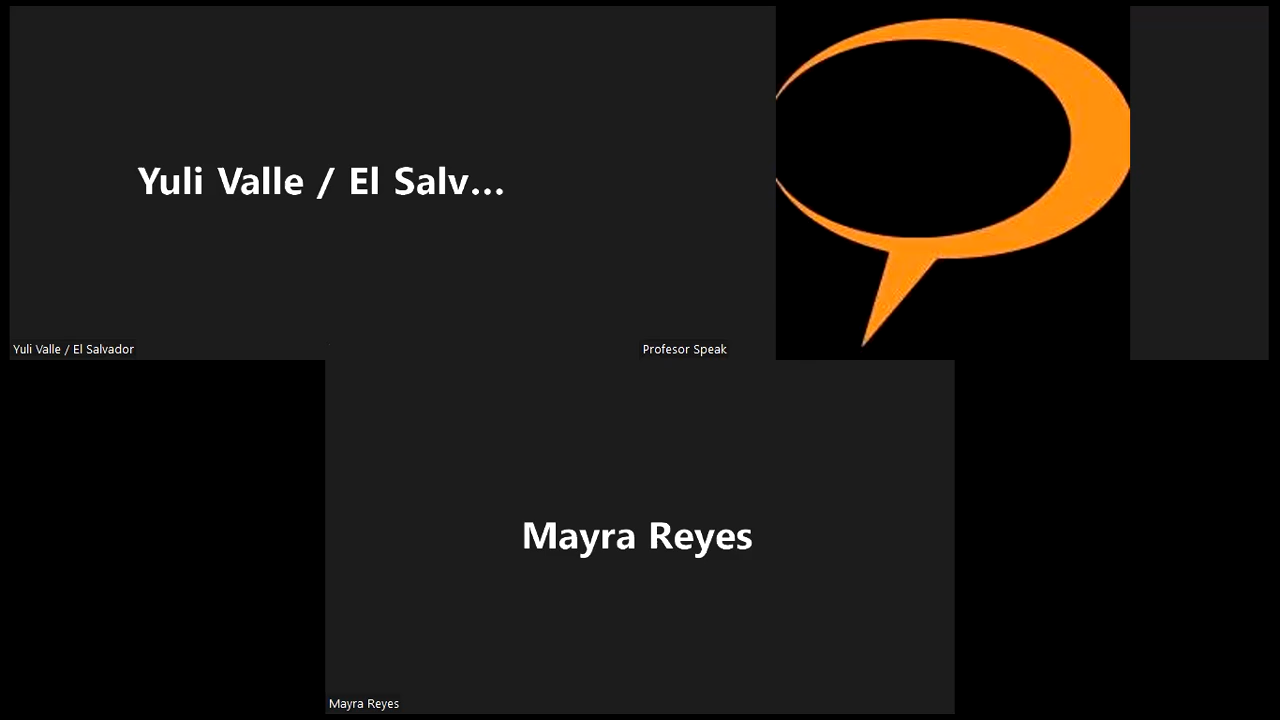 Yuli Valle / El Salv...
Yuli Valle / El Salvador
Profesor Speak
Mayra Reyes
Mayra Reyes